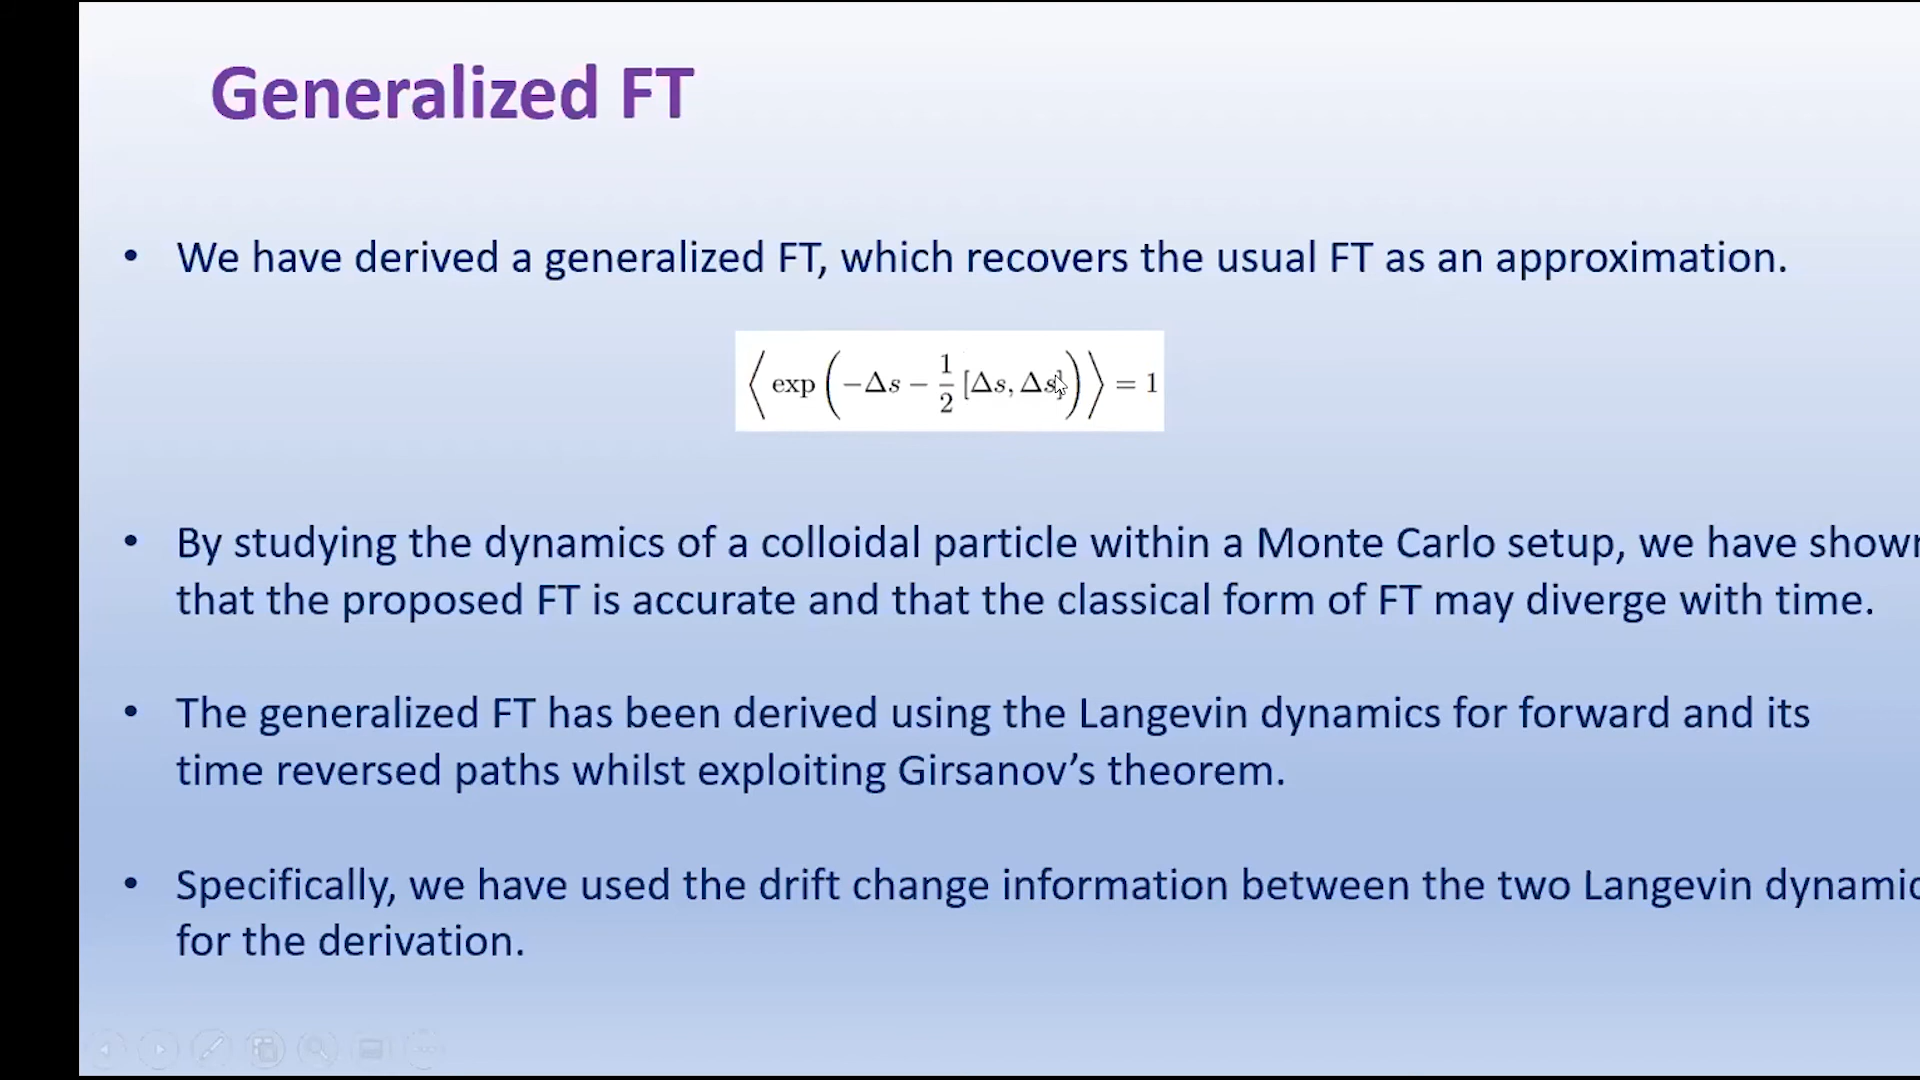 Generalized FT
• We have derived a generalized FT, which recovers the usual FT as an approximation.
⟨exp(−Δs − 1/2 [Δs, Δs])⟩ = 1
• By studying the dynamics of a colloidal particle within a Monte Carlo setup, we have shown
that the proposed FT is accurate and that the classical form of FT may diverge with time.
• The generalized FT has been derived using the Langevin dynamics for forward and its
time reversed paths whilst exploiting Girsanov’s theorem.
• Specifically, we have used the drift change information between the two Langevin dynamic
for the derivation.